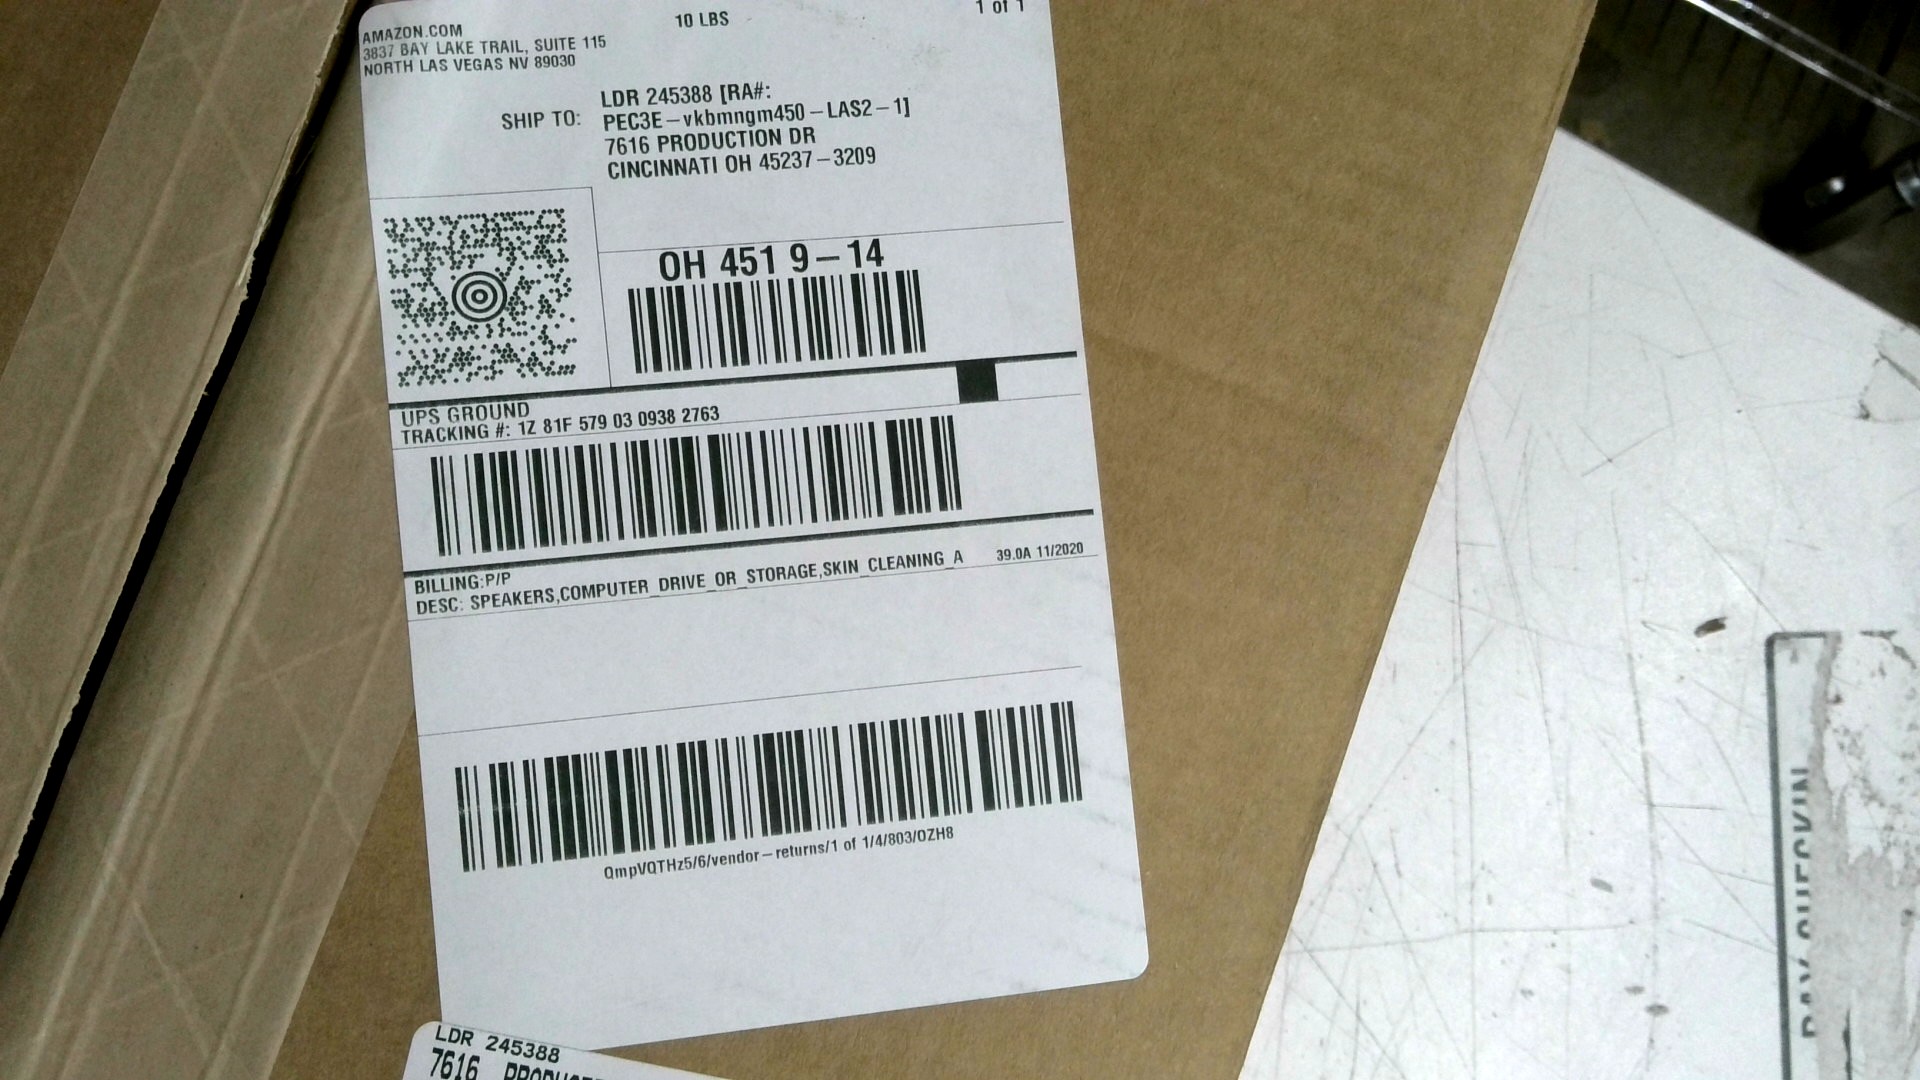 AMAZON.COM
3837 BAY LAKE TRAIL, SUITE 115
NORTH LAS VEGAS NV 89030
10 LBS
1 of 1
SHIP TO:
LDR 245388 [RA#:
PEC3E-vkbmngm450-LAS2-1]
7616 PRODUCTION DR
CINCINNATI OH 45237-3209
OH 451 9-14
UPS GROUND
TRACKING #: 1Z 81F 579 03 0938 2763
BILLING:P/P
DESC: SPEAKERS,COMPUTER_DRIVE_OR_STORAGE,SKIN_CLEANING_A
39.0A 11/2020
QmpVQTHz5/6/vendor-returns/1 of 1/4/803/OZH8
LDR 245388
7616